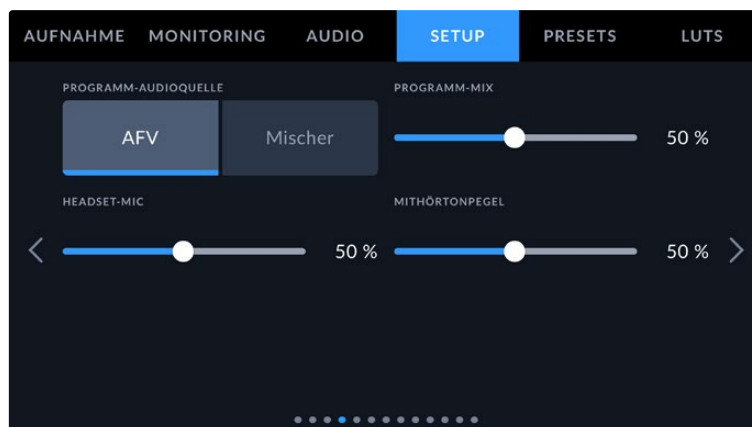 AUFNAHME MONITORING AUDIO SETUP PRESETS LUTS
PROGRAMM-AUDIOQUELLE PROGRAMM-MIX
AFV Mischer 50 %
HEADSET-MIC MITHÖRTONPEGEL
50 % 50 %